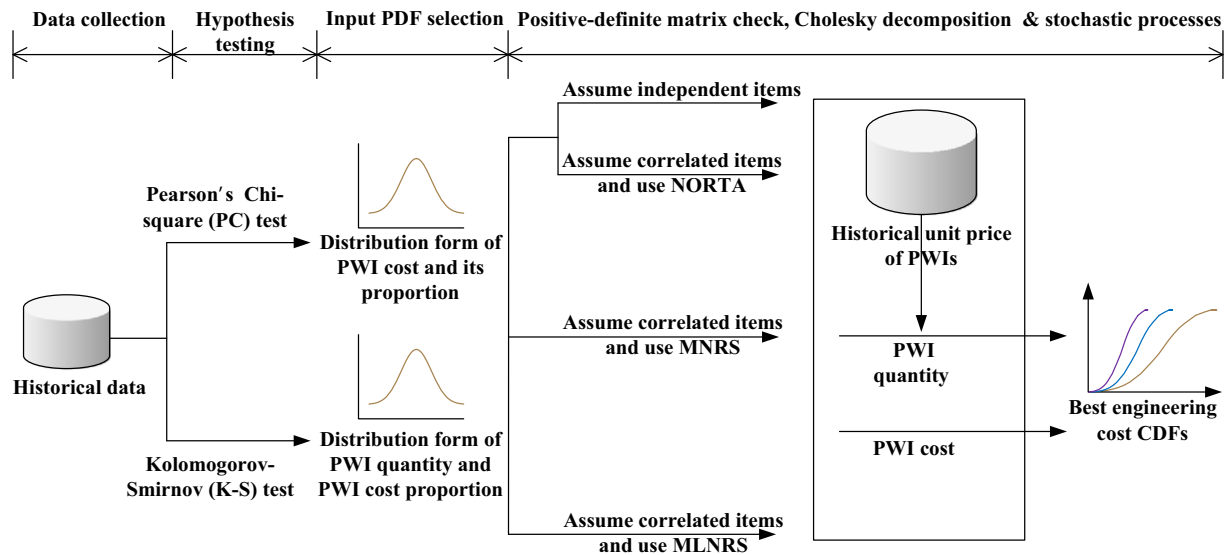 Data collection
Hypothesis
testing
Input PDF selection
Positive-definite matrix check, Cholesky decomposition & stochastic processes
Pearson's Chi-
square (PC) test
Historical data
Kolomogorov-
Smirnov (K-S) test
Distribution form of
PWI cost and its
proportion
Distribution form of
PWI quantity and
PWI cost proportion
Assume independent items
Assume correlated items
and use NORTA
Assume correlated items
and use MNRS
Assume correlated items
and use MLNRS
Historical unit price
of PWIs
PWI
quantity
PWI cost
Best engineering
cost CDFs